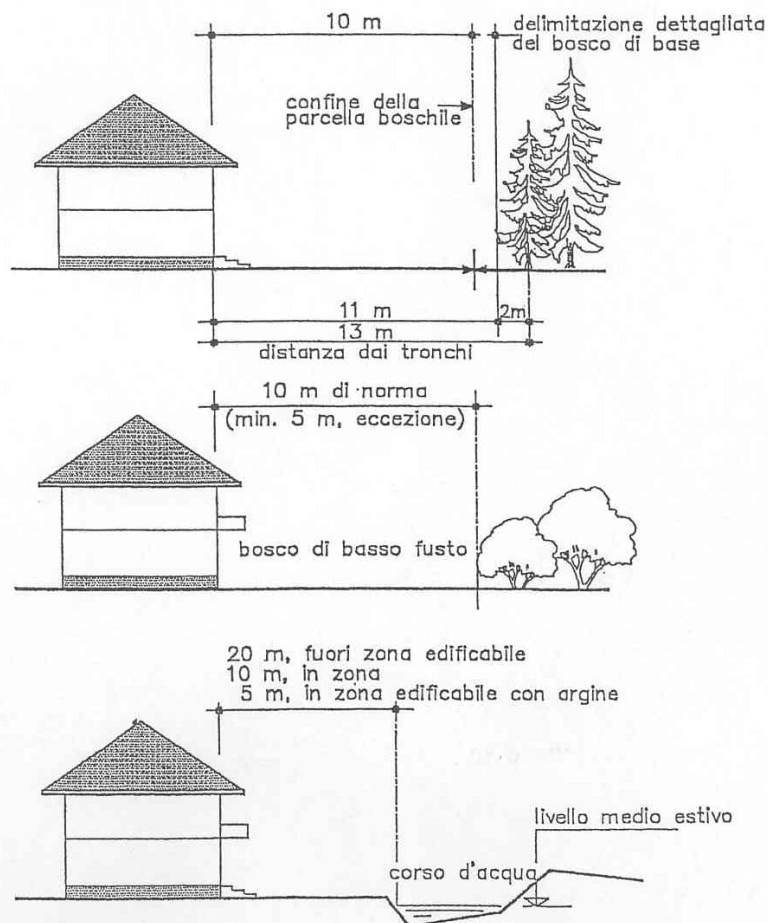 10 m
delimitazione dettagliata
del bosco di base
confine della
parcella boschile
11 m
2m
13 m
distanza dai tronchi
10 m di norma
(min. 5 m, eccezione)
bosco di basso fusto
20 m, fuori zona edificabile
10 m, in zona
5 m, in zona edificabile con argine
livello medio estivo
corso d'acqua